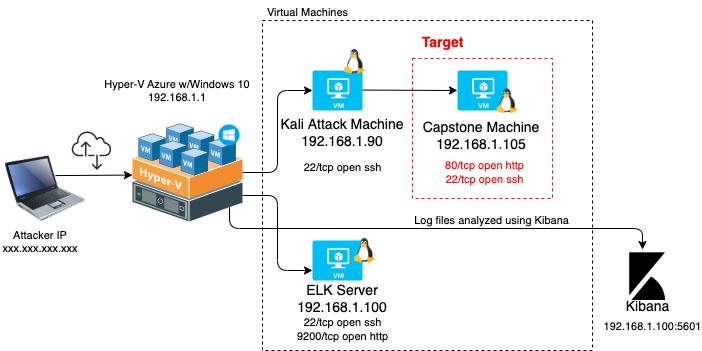 Virtual Machines
Target
Hyper-V Azure w/Windows 10
192.168.1.1
VM
VM
VM
VM
VM
VM
Hyper-V
VM
Kali Attack Machine
192.168.1.90
22/tcp open ssh
VM
Capstone Machine
192.168.1.105
80/tcp open http
22/tcp open ssh
Attacker IP
xxx.xxx.xxx.xxx
Log files analyzed using Kibana
VM
ELK Server
192.168.1.100
22/tcp open ssh
9200/tcp open http
Kibana
192.168.1.100:5601